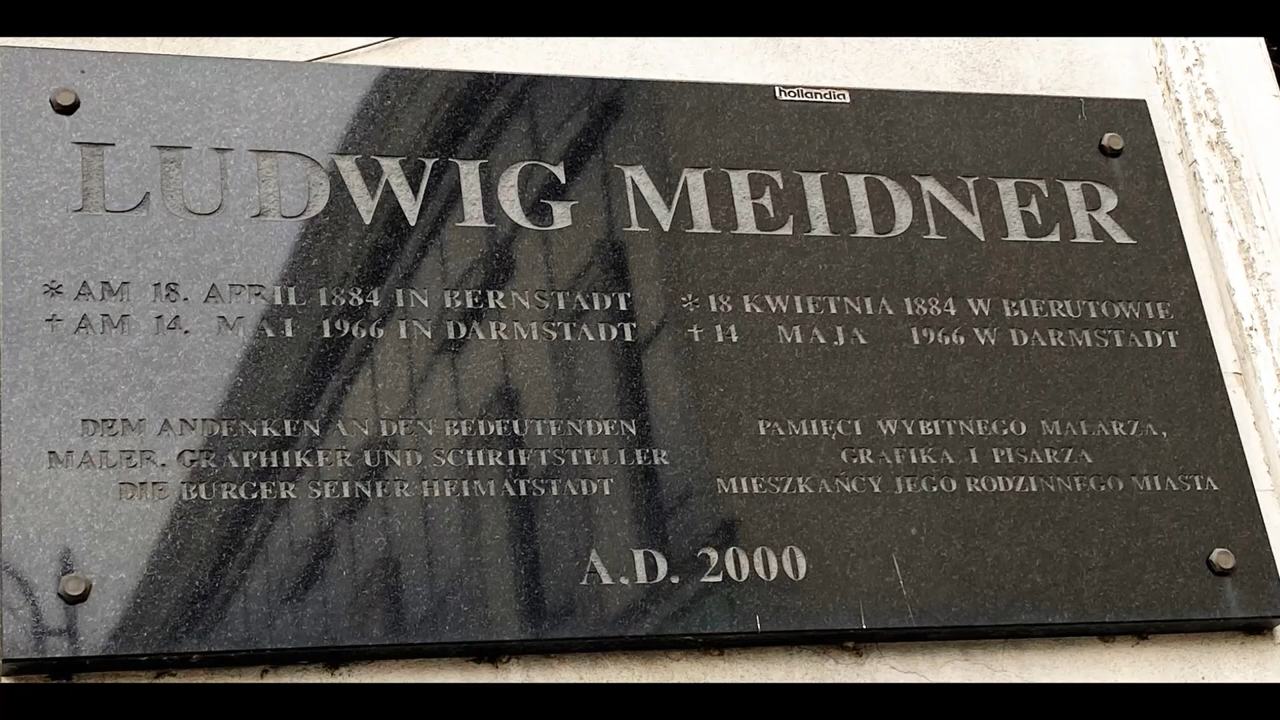 hollandia
LUDWIG MEIDNER
* AM 18. APRIL 1884 IN BERNSTADT
† AM 14. MAI 1966 IN DARMSTADT
* 18 KWIETNIA 1884 W BIERUTOWIE
† 14 MAJA 1966 W DARMSTADT
DEM ANDENKEN AN DEN BEDEUTENDEN
MALER, GRAPHIKER UND SCHRIFTSTELLER
DIE BURGER SEINER HEIMATSTADT
PAMIĘCI WYBITNEGO MALARZA,
GRAFIKA I PISARZA
MIESZKAŃCY JEGO RODZINNEGO MIASTA
A.D. 2000